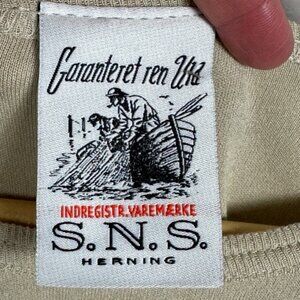 Garanteret ren Uld
INDREGISTR. VAREMÆRKE
S.N.S.
HERNING